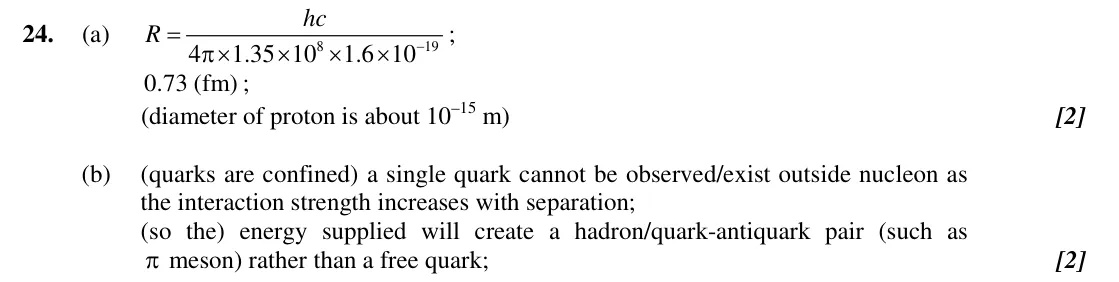 24. (a) R = hc / 4π×1.35×10⁸×1.6×10⁻¹⁹ ;
0.73 (fm) ;
(diameter of proton is about 10⁻¹⁵ m) [2]
(b) (quarks are confined) a single quark cannot be observed/exist outside nucleon as
the interaction strength increases with separation;
(so the) energy supplied will create a hadron/quark-antiquark pair (such as
π meson) rather than a free quark; [2]